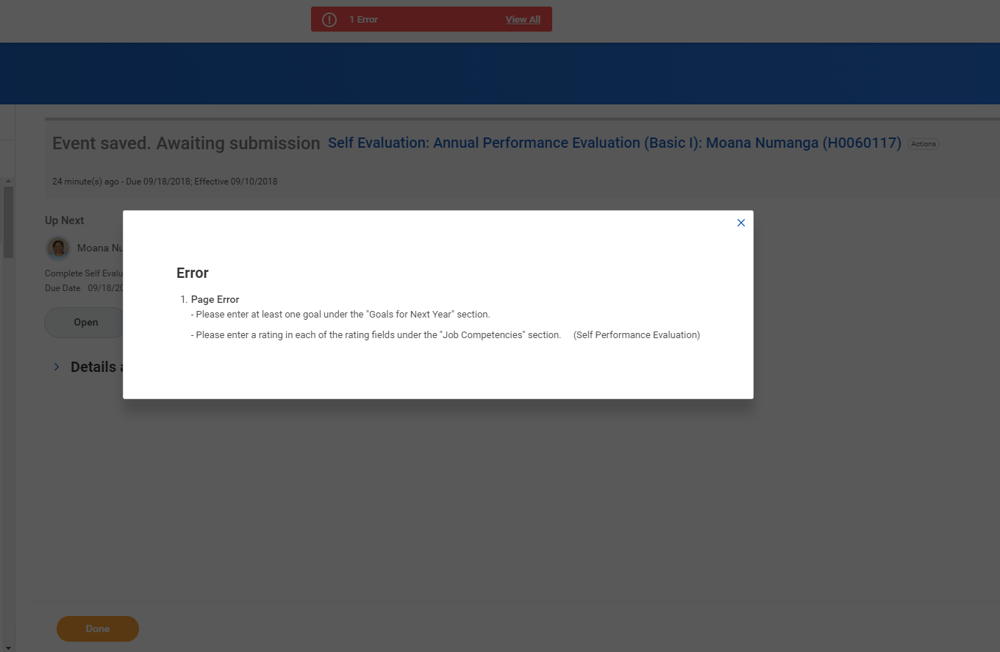 1 Error View All
Event saved. Awaiting submission Self Evaluation: Annual Performance Evaluation (Basic I): Moana Numanga (H0060117) Actions
24 minute(s) ago - Due 09/18/2018; Effective 09/10/2018
Up Next
Moana Nu
Complete Self Evalu
Due Date 09/18/20
Open
Details
Error
1. Page Error
- Please enter at least one goal under the "Goals for Next Year" section.
- Please enter a rating in each of the rating fields under the "Job Competencies" section. (Self Performance Evaluation)
Done